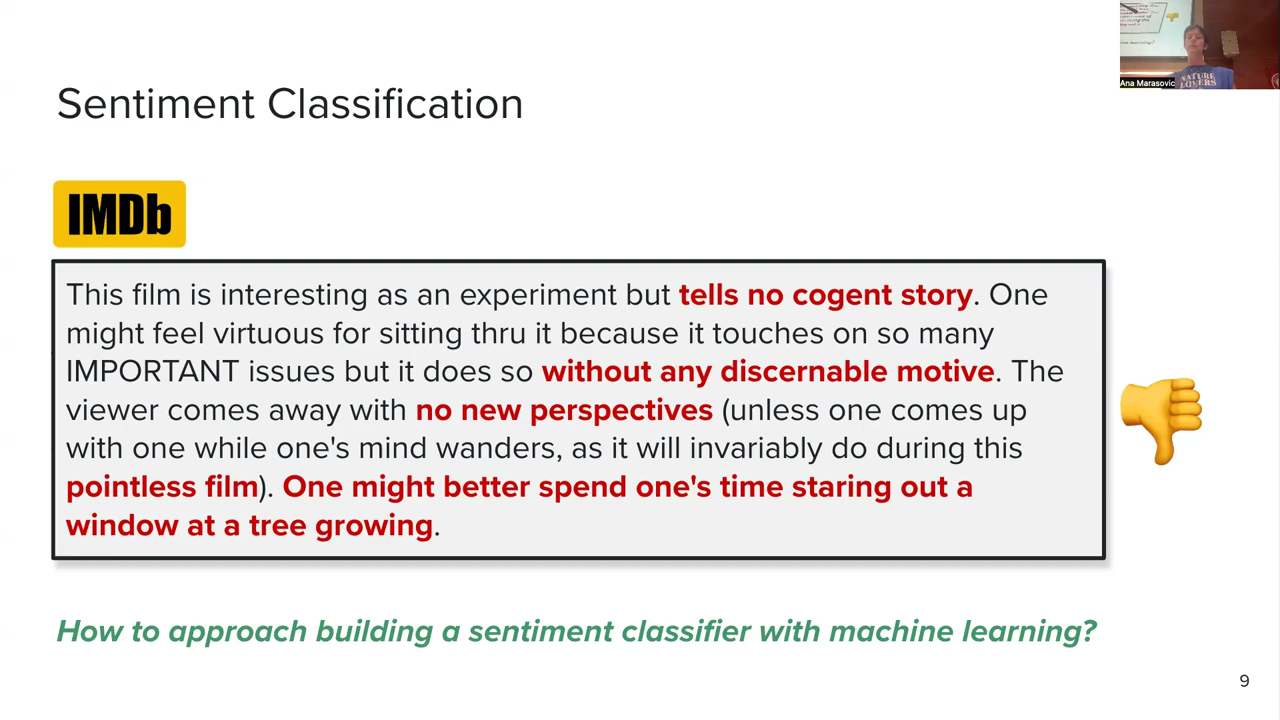 Sentiment Classification
IMDb
This film is interesting as an experiment but tells no cogent story. One
might feel virtuous for sitting thru it because it touches on so many
IMPORTANT issues but it does so without any discernable motive. The
viewer comes away with no new perspectives (unless one comes up
with one while one's mind wanders, as it will invariably do during this
pointless film). One might better spend one's time staring out a
window at a tree growing.
How to approach building a sentiment classifier with machine learning?
9
Ana Marasovic
NATURE
LOVERS